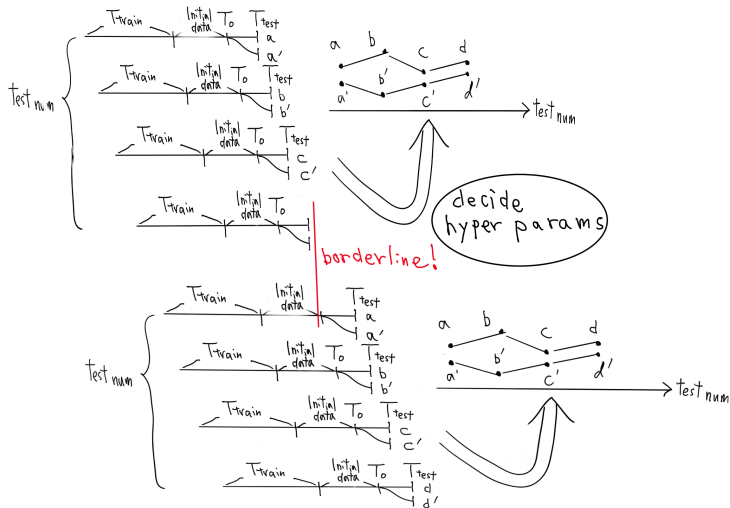 T train Initial data T0 Ttest
a
a'
T train Initial data T0 Ttest
b
b'
T train Initial data T0 Ttest
c
c'
T train Initial data T0
test num
a b c d
a' b' c' d'
test num
decide
hyper params
borderline!
T train Initial data Ttest
a
a'
T train Initial data T0 Ttest
b
b'
T train Initial data T0 Ttest
c
c'
T train Initial data T0 Ttest
d
d'
test num
a b c d
a' b' c' d'
test num